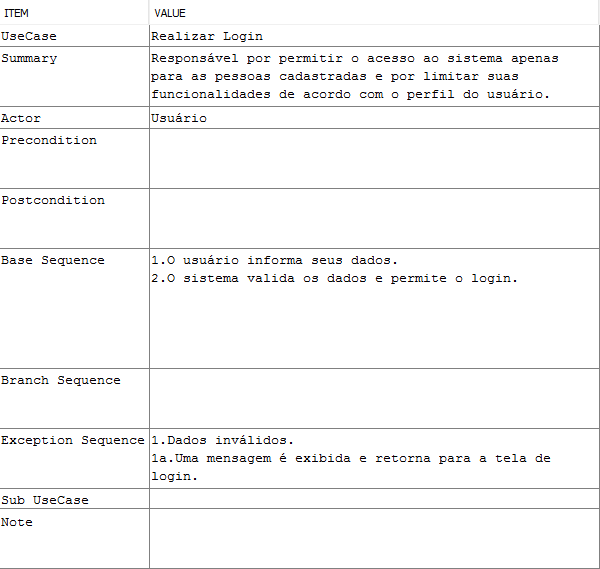 ITEM VALUE
UseCase Realizar Login
Summary Responsável por permitir o acesso ao sistema apenas
para as pessoas cadastradas e por limitar suas
funcionalidades de acordo com o perfil do usuário.
Actor Usuário
Precondition
Postcondition
Base Sequence 1.O usuário informa seus dados.
2.O sistema valida os dados e permite o login.
Branch Sequence
Exception Sequence 1.Dados inválidos.
1a.Uma mensagem é exibida e retorna para a tela de
login.
Sub UseCase
Note